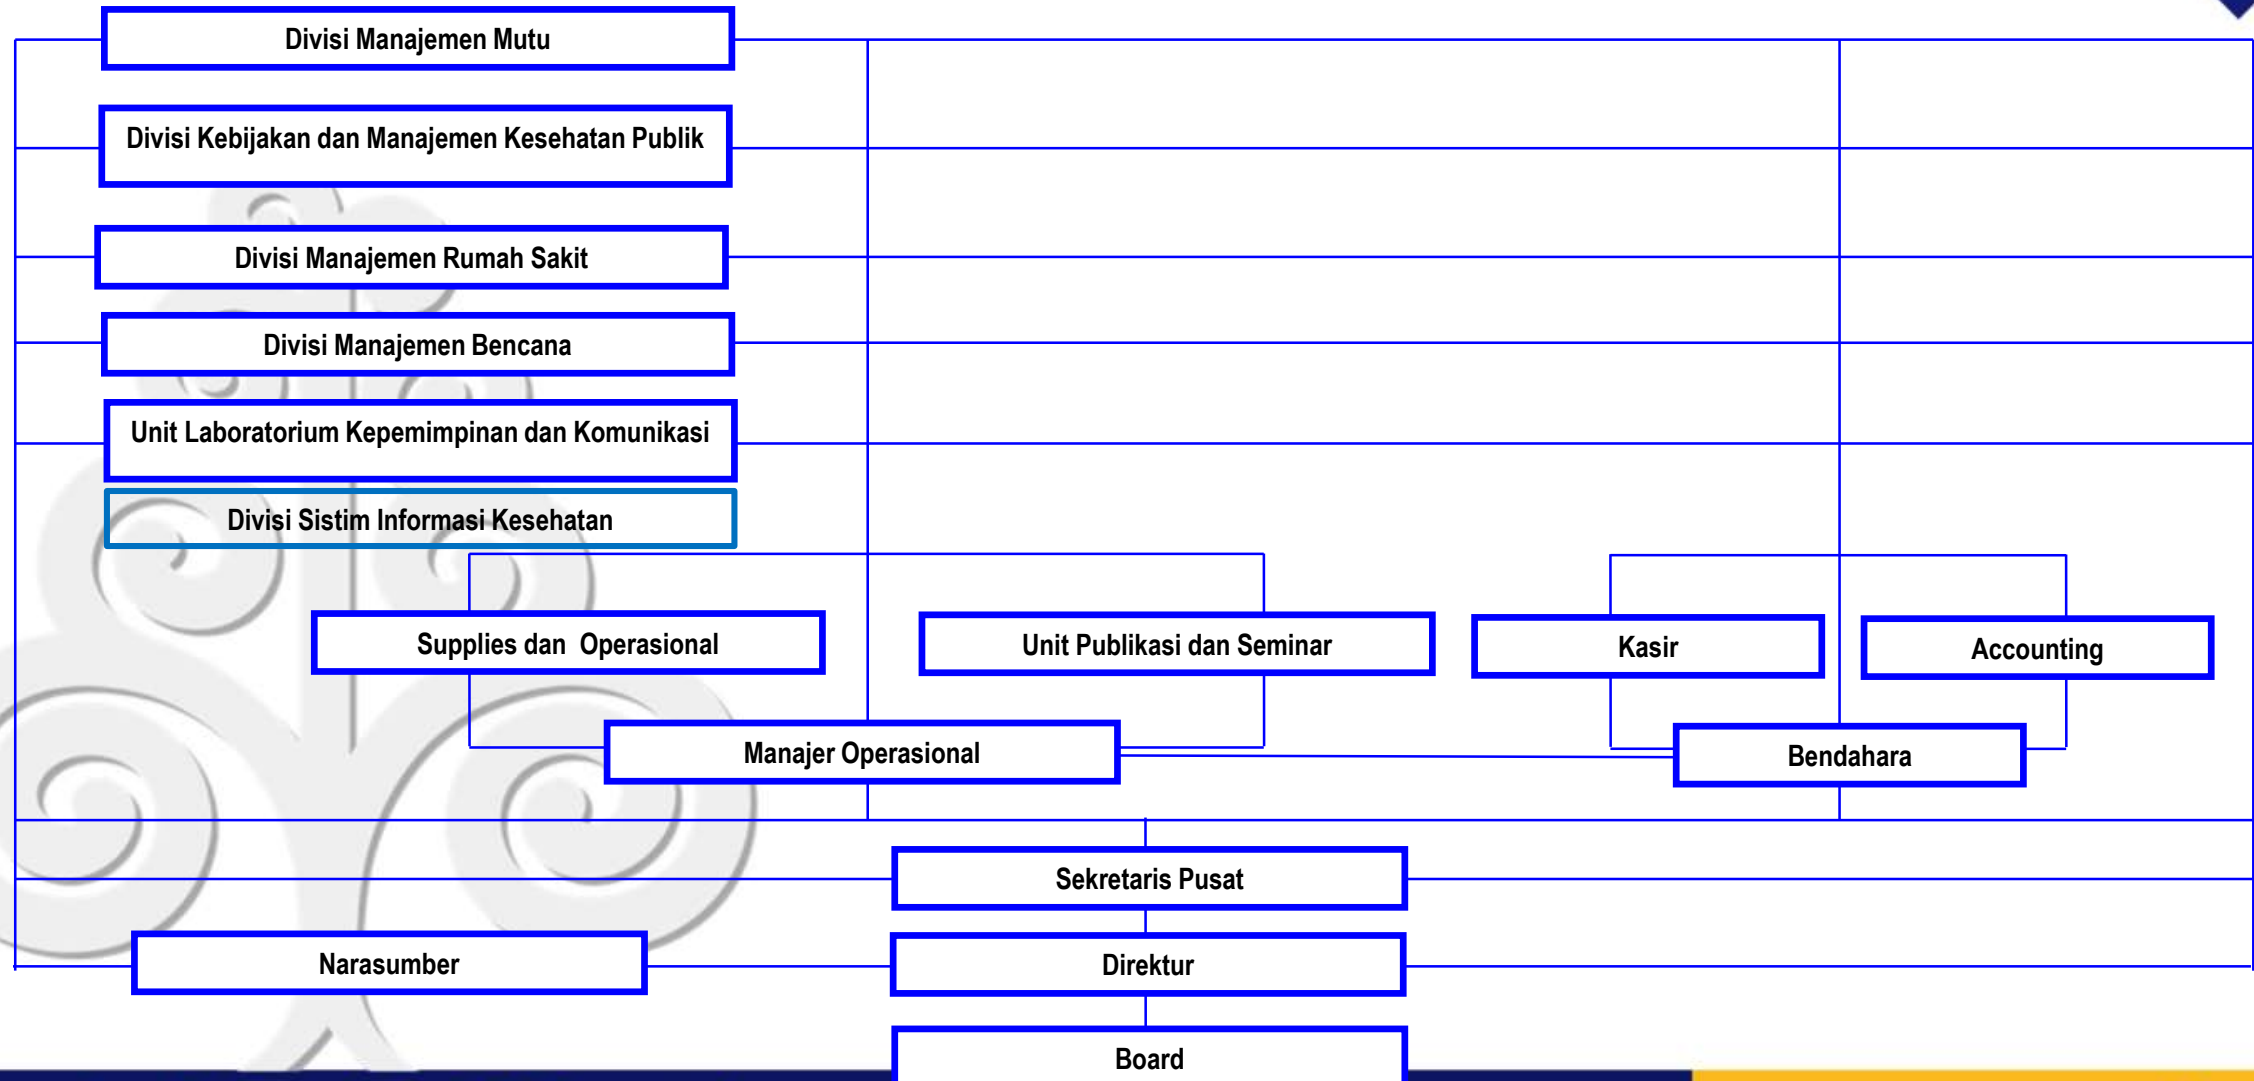 Divisi Manajemen Mutu
Divisi Kebijakan dan Manajemen Kesehatan Publik
Divisi Manajemen Rumah Sakit
Divisi Manajemen Bencana
Unit Laboratorium Kepemimpinan dan Komunikasi
Divisi Sistim Informasi Kesehatan
Supplies dan  Operasional
Unit Publikasi dan Seminar
Kasir
Accounting
Manajer Operasional
Bendahara
Sekretaris Pusat
Narasumber
Direktur
Board